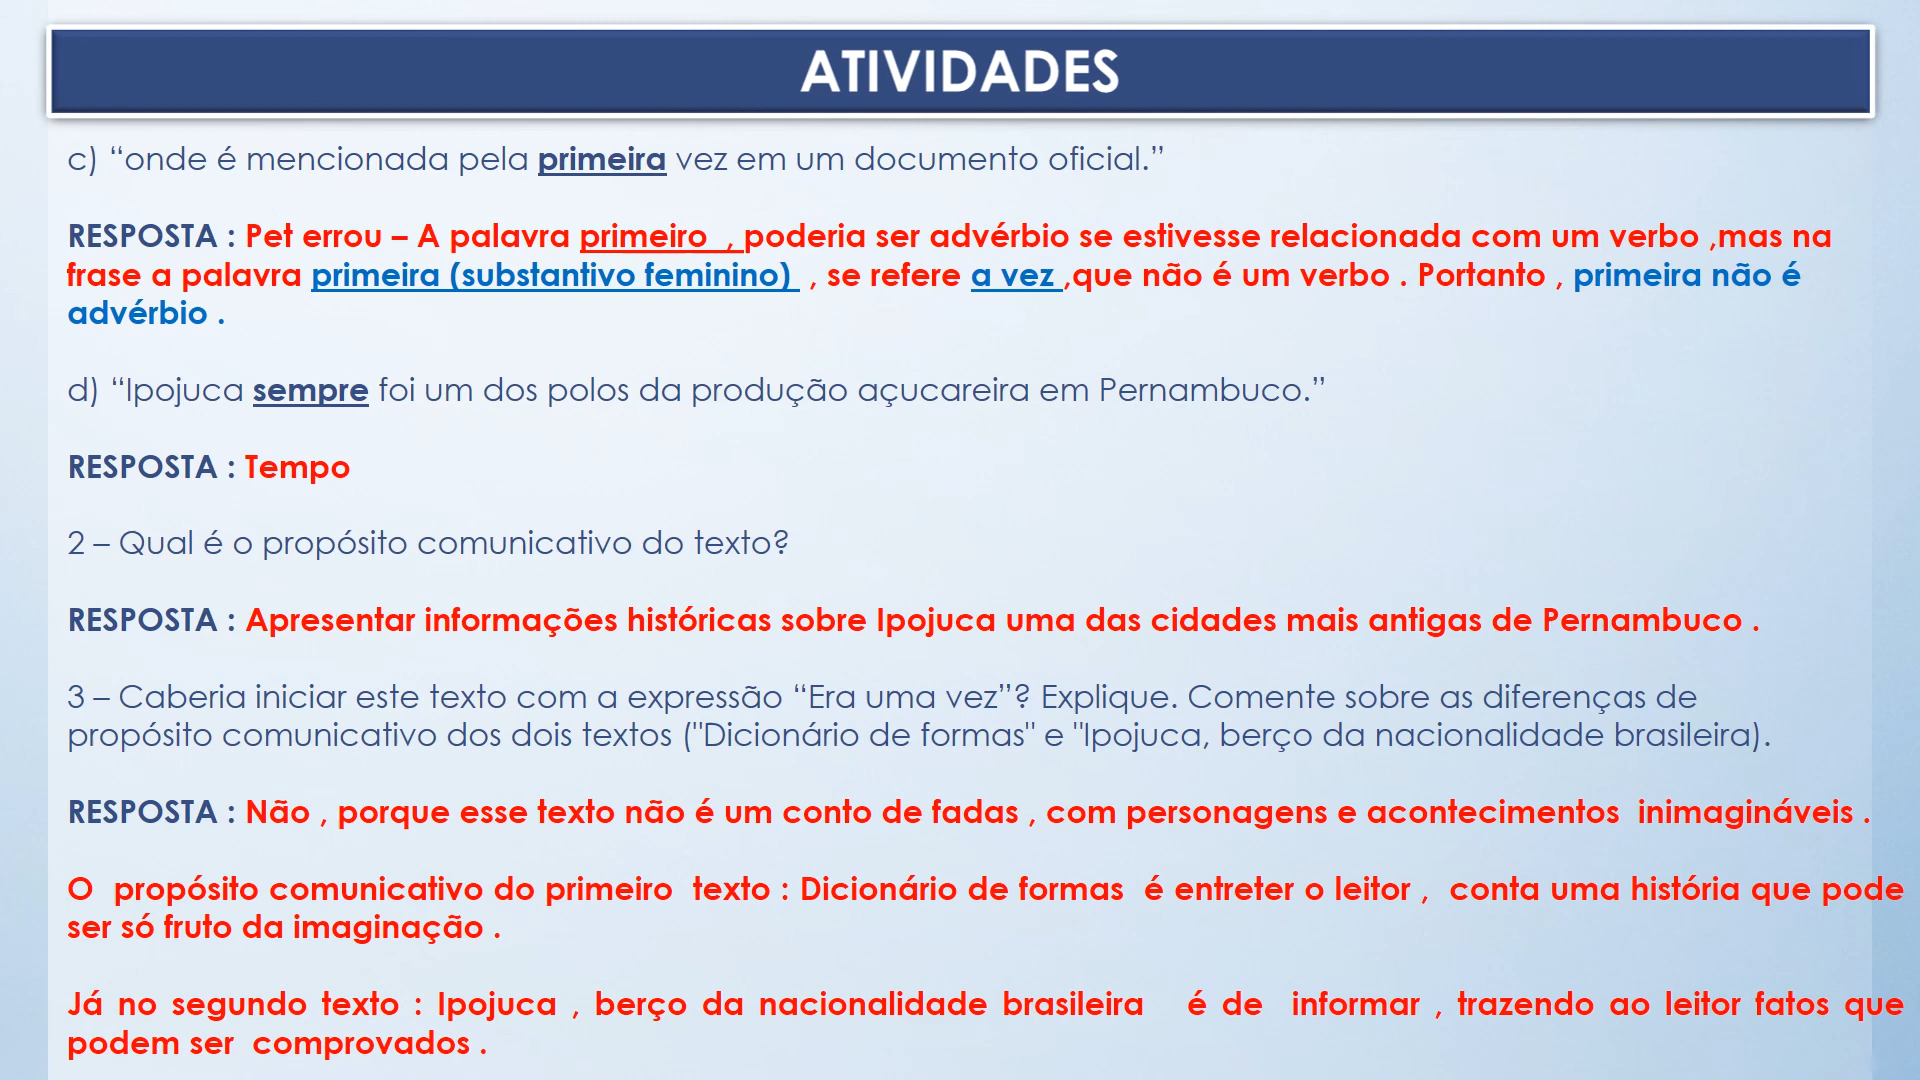 ATIVIDADES
c) “onde é mencionada pela primeira vez em um documento oficial.”
RESPOSTA : Pet errou – A palavra primeiro , poderia ser advérbio se estivesse relacionada com um verbo ,mas na
frase a palavra primeira (substantivo feminino) , se refere a vez ,que não é um verbo . Portanto , primeira não é
advérbio .
d) “Ipojuca sempre foi um dos polos da produção açucareira em Pernambuco.”
RESPOSTA : Tempo
2 – Qual é o propósito comunicativo do texto?
RESPOSTA : Apresentar informações históricas sobre Ipojuca uma das cidades mais antigas de Pernambuco .
3 – Caberia iniciar este texto com a expressão “Era uma vez”? Explique. Comente sobre as diferenças de
propósito comunicativo dos dois textos ("Dicionário de formas" e "Ipojuca, berço da nacionalidade brasileira).
RESPOSTA : Não , porque esse texto não é um conto de fadas , com personagens e acontecimentos inimagináveis .
O propósito comunicativo do primeiro texto : Dicionário de formas é entreter o leitor , conta uma história que pode
ser só fruto da imaginação .
Já no segundo texto : Ipojuca , berço da nacionalidade brasileira é de informar , trazendo ao leitor fatos que
podem ser comprovados .